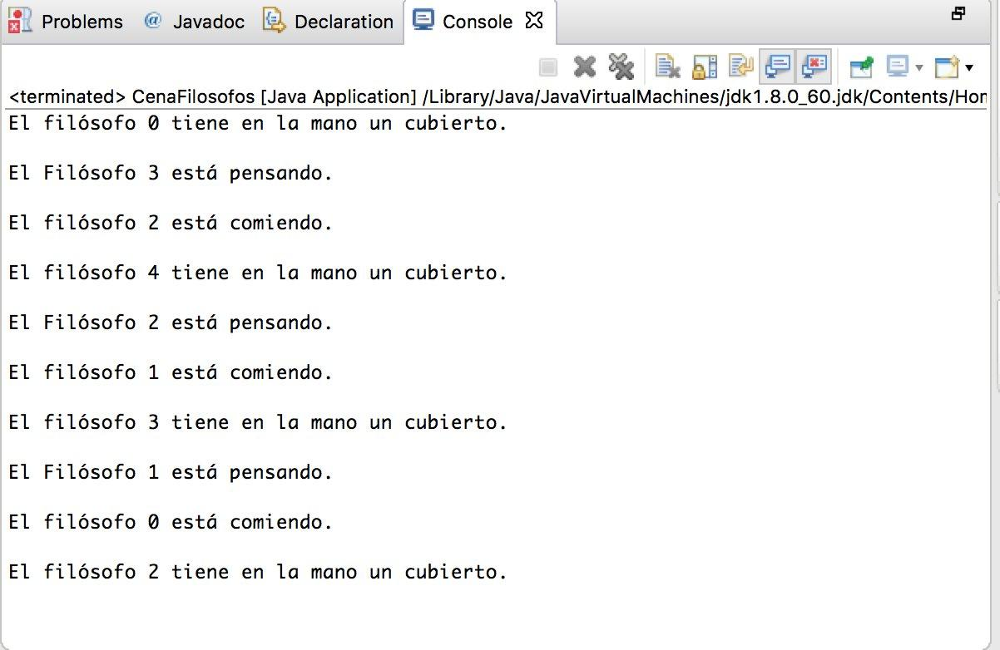 Problems @ Javadoc Declaration Console
<terminated> CenaFilosofos [Java Application] /Library/Java/JavaVirtualMachines/jdk1.8.0_60.jdk/Contents/Hor
El filósofo 0 tiene en la mano un cubierto.
El Filósofo 3 está pensando.
El filósofo 2 está comiendo.
El filósofo 4 tiene en la mano un cubierto.
El Filósofo 2 está pensando.
El filósofo 1 está comiendo.
El filósofo 3 tiene en la mano un cubierto.
El Filósofo 1 está pensando.
El filósofo 0 está comiendo.
El filósofo 2 tiene en la mano un cubierto.